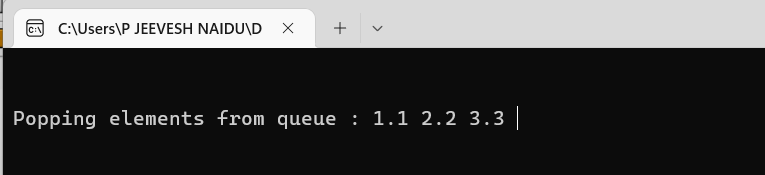 C:\Users\P JEEVESH NAIDU\D
Popping elements from queue : 1.1 2.2 3.3